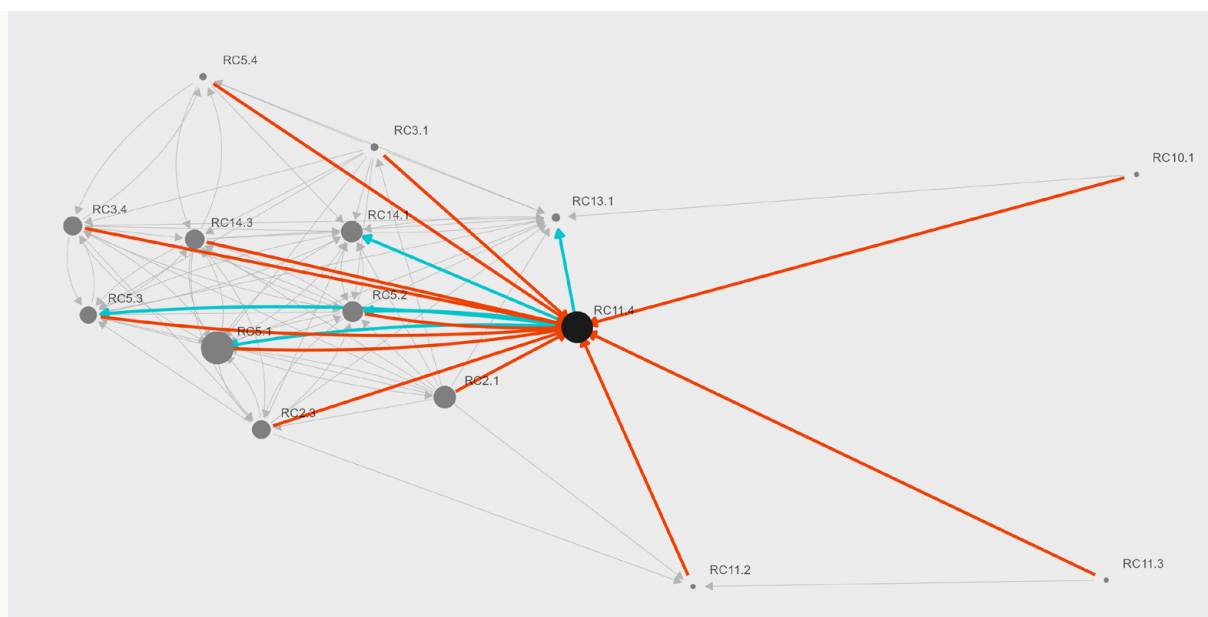 RC5.4
RC3.1
RC10.1
RC13.1
RC3.4
RC14.3
RC14.1
RC5.3
RC5.2
RC11.4
RC5.1
RC2.1
RC2.3
RC11.2
RC11.3